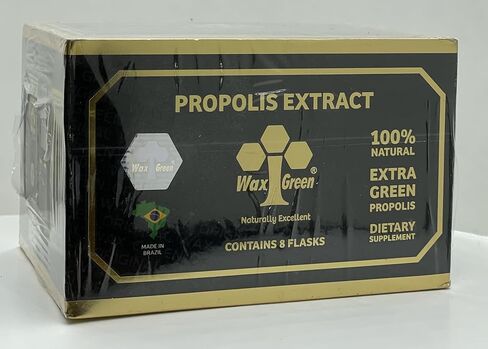 PROPOLIS EXTRACT
Wax Green
Wax Green®
Naturally Excellent
CONTAINS 8 FLASKS
MADE IN
BRAZIL
100%
NATURAL
EXTRA
GREEN
PROPOLIS
DIETARY
SUPPLEMENT